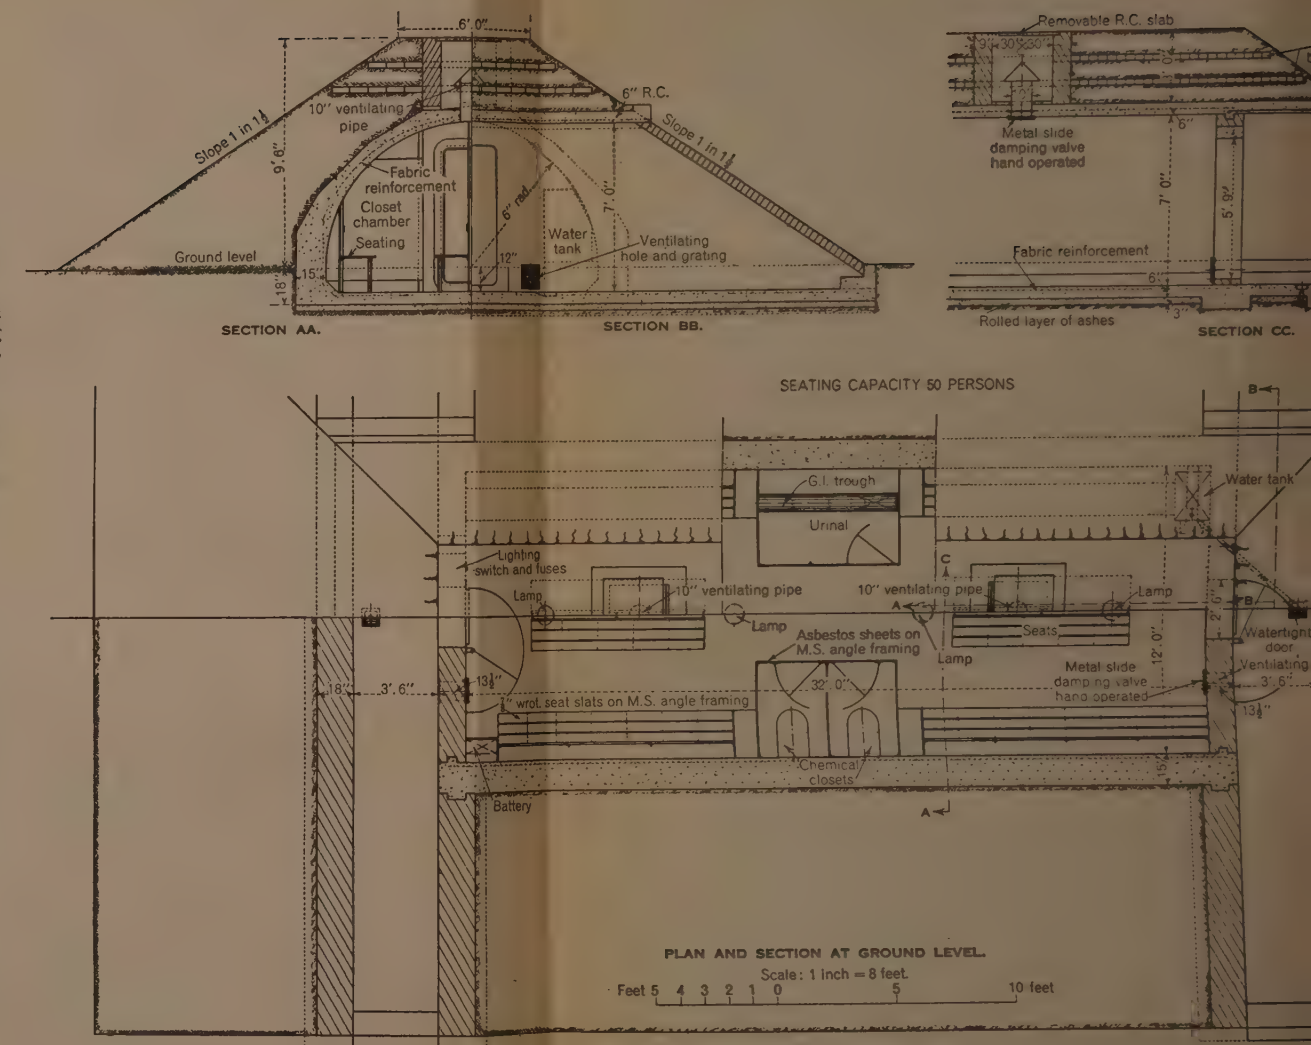 6'.0"
10" ventilating
pipe
6" R.C.
Slope 1 in 1½
9'.6"
Slope 1 in 1½
Fabric
reinforcement
Closet
chamber
Seating
6" rad.
7'.0"
Water
tank
Ventilating
hole and grating
Ground level
15"
12"
18"
SECTION AA.
SECTION BB.
Removable R.C. slab
9" 30" 30"
Metal slide
damping valve
hand operated
6"
7'.0"
5'.9"
Fabric reinforcement
6"
3"
Rolled layer of ashes
SECTION CC.
SEATING CAPACITY 50 PERSONS
B
G.I. trough
Water tank
Urinal
Lighting
switch and fuses
C
Lamp
10" ventilating pipe
10" ventilating pipe
Lamp
A
B
2'.6"
Lamp
Asbestos sheets on
M.S. angle framing
Seats
Lamp
Watertight
door
12'.0"
Metal slide
damping valve
hand operated
Ventilating
18"
3'.6"
13½"
32'.0"
3'.6"
13½"
⅞" wrot. seat slats on M.S. angle framing
Chemical
closets
15"
Battery
A
PLAN AND SECTION AT GROUND LEVEL.
Scale: 1 inch = 8 feet.
Feet 5 4 3 2 1 0 5 10 feet